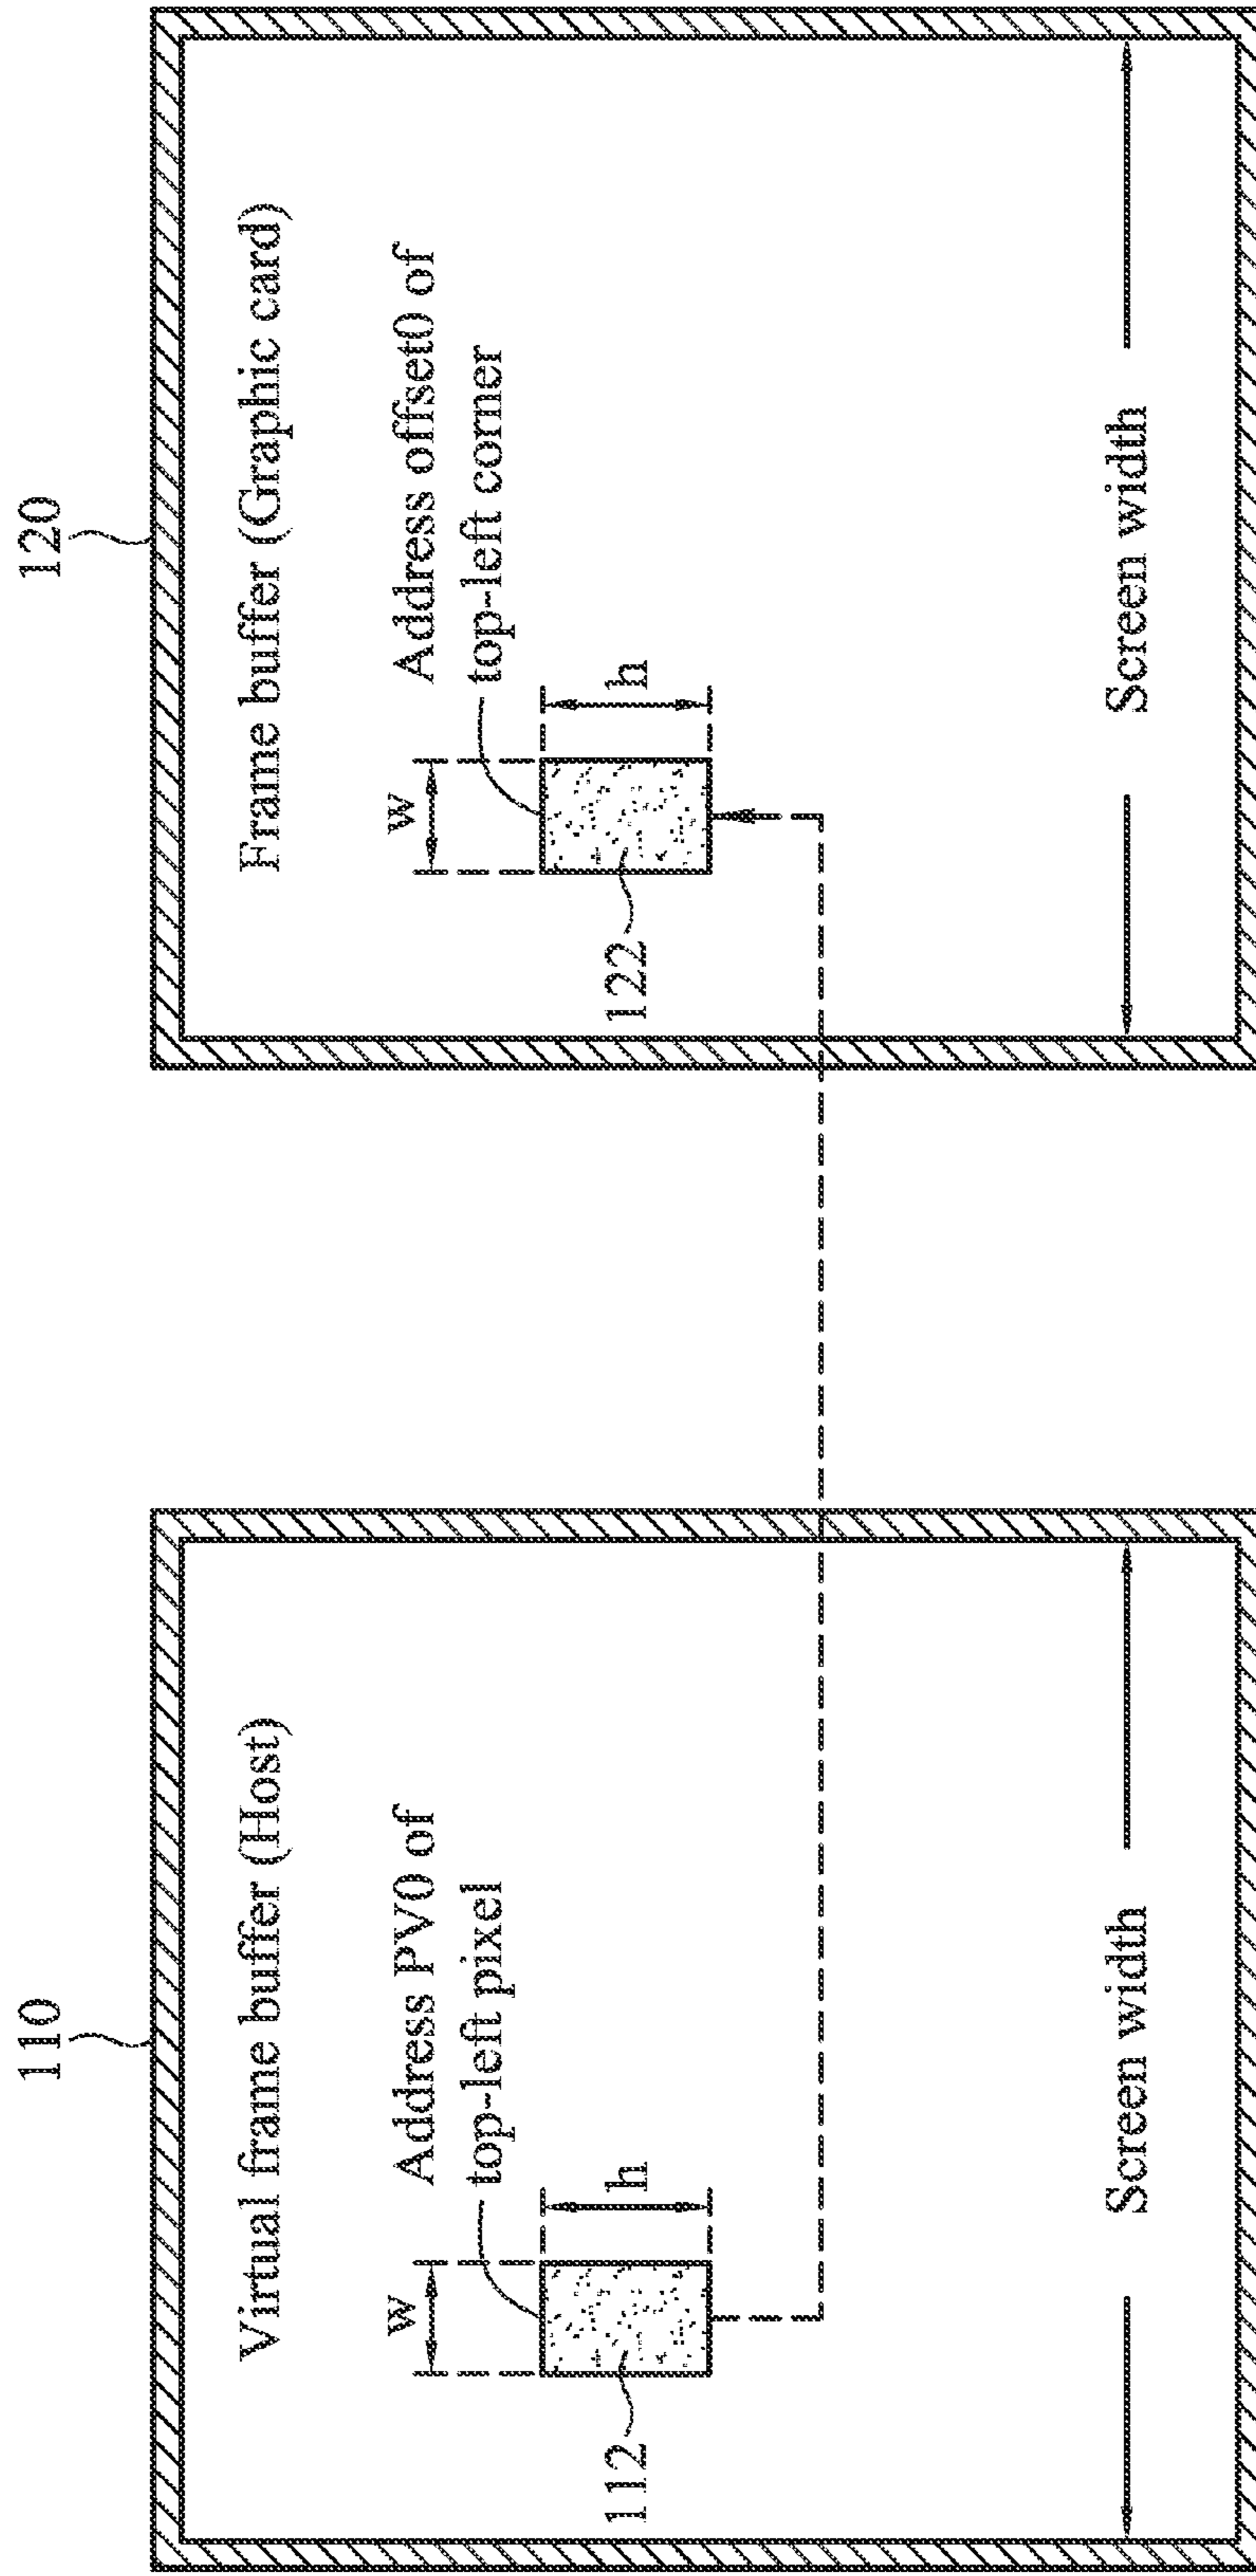 110
Virtual frame buffer (Host)
Address PV0 of
top-left pixel
w
h
112
Screen width
120
Frame buffer (Graphic card)
Address offset0 of
top-left corner
w
h
122
Screen width